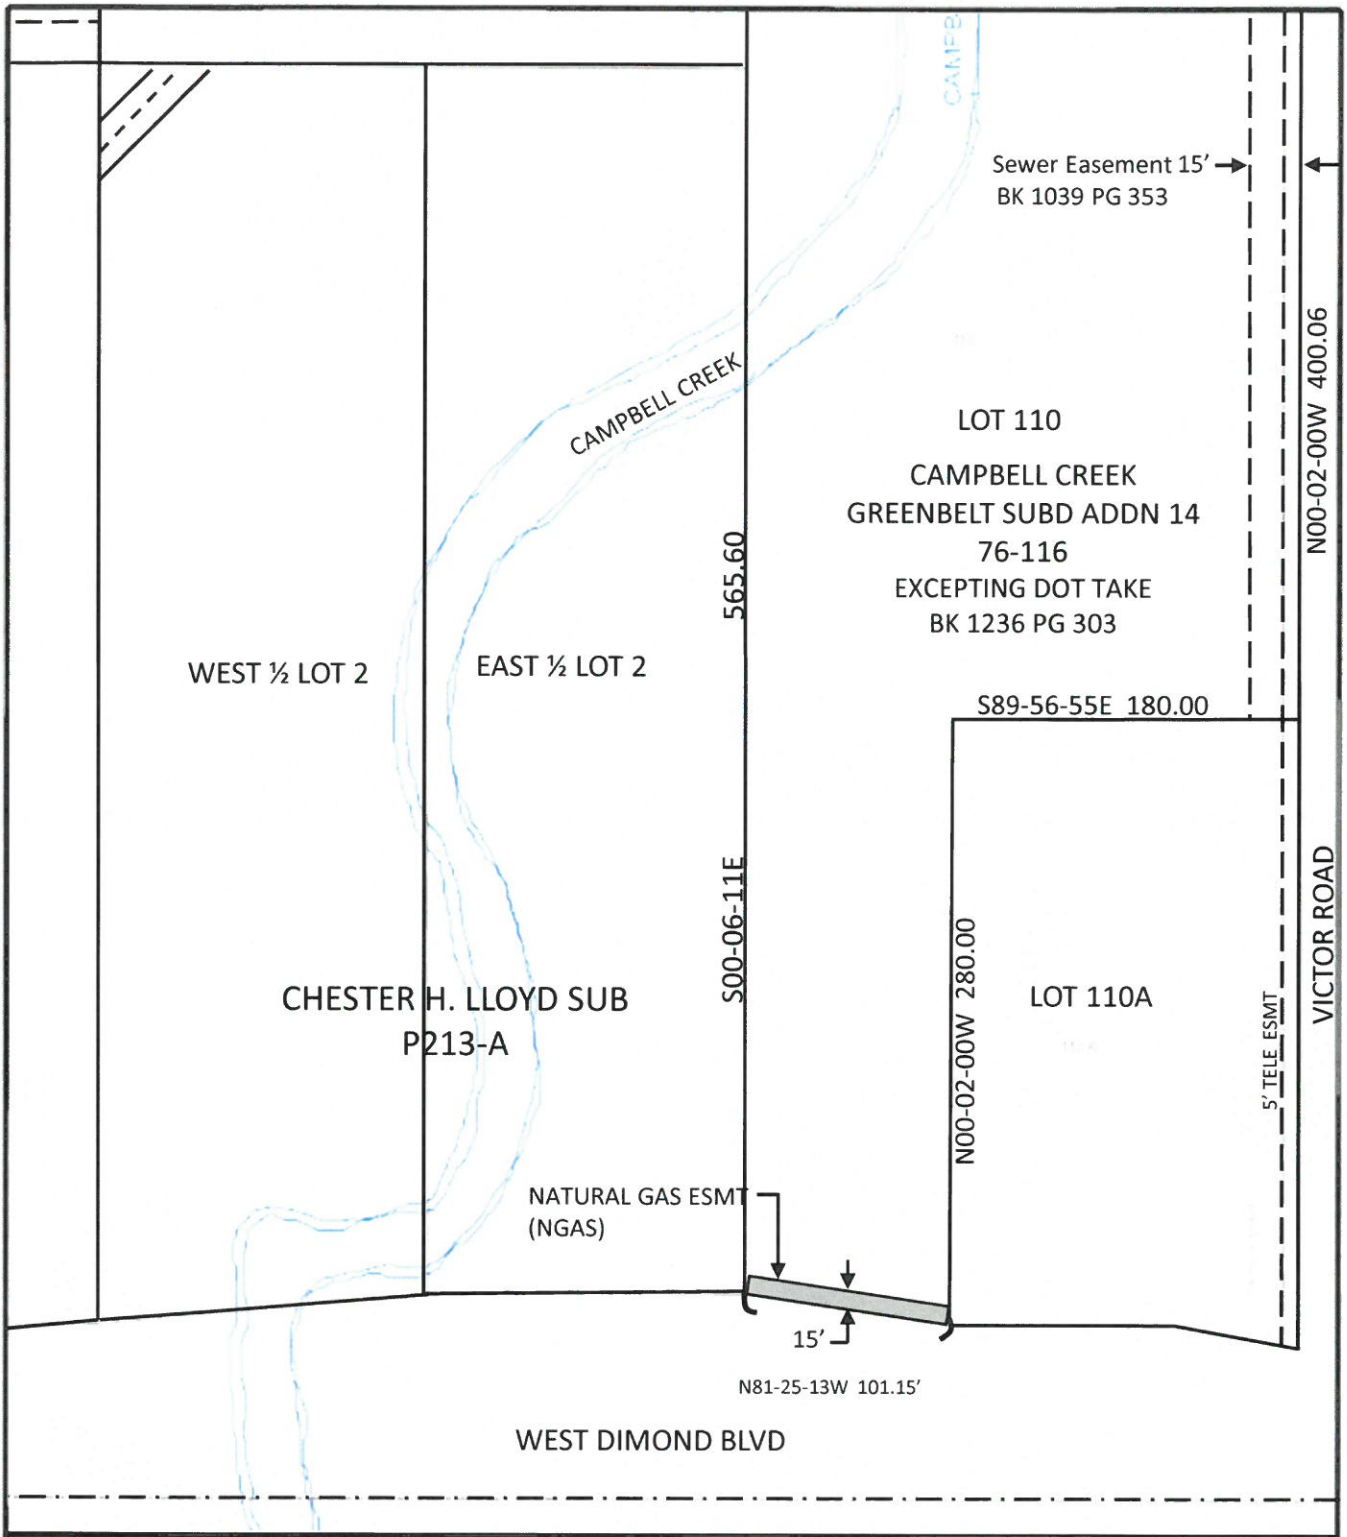 CAMPB
Sewer Easement 15'
BK 1039 PG 353
N00-02-00W 400.06
CAMPBELL CREEK
LOT 110
CAMPBELL CREEK
GREENBELT SUBD ADDN 14
76-116
EXCEPTING DOT TAKE
BK 1236 PG 303
S00-06-11E 565.60
WEST ½ LOT 2
EAST ½ LOT 2
S89-56-55E 180.00
VICTOR ROAD
CHESTER H. LLOYD SUB
P213-A
N00-02-00W 280.00
LOT 110A
5' TELE ESMT
NATURAL GAS ESMT
(NGAS)
15'
N81-25-13W 101.15'
WEST DIMOND BLVD